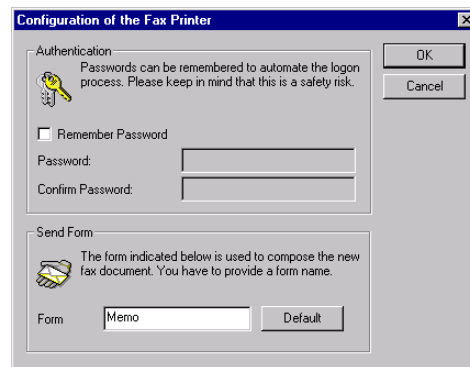 Configuration of the Fax Printer
Authentication
Passwords can be remembered to automate the logon
process. Please keep in mind that this is a safety risk.
OK
Cancel
Remember Password
Password:
Confirm Password:
Send Form
The form indicated below is used to compose the new
fax document. You have to provide a form name.
Form
Memo
Default